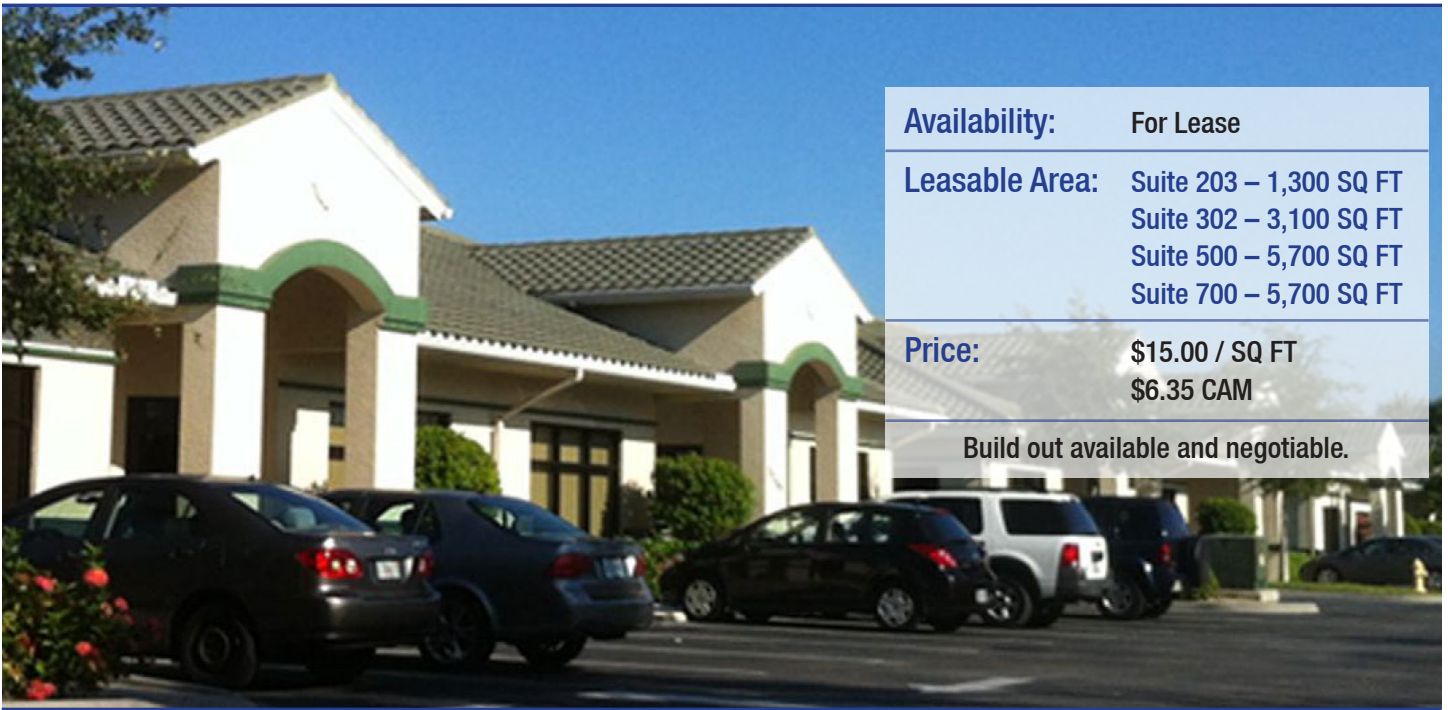 Availability: For Lease
Leasable Area: Suite 203 – 1,300 SQ FT
Suite 302 – 3,100 SQ FT
Suite 500 – 5,700 SQ FT
Suite 700 – 5,700 SQ FT
Price: $15.00 / SQ FT
$6.35 CAM
Build out available and negotiable.